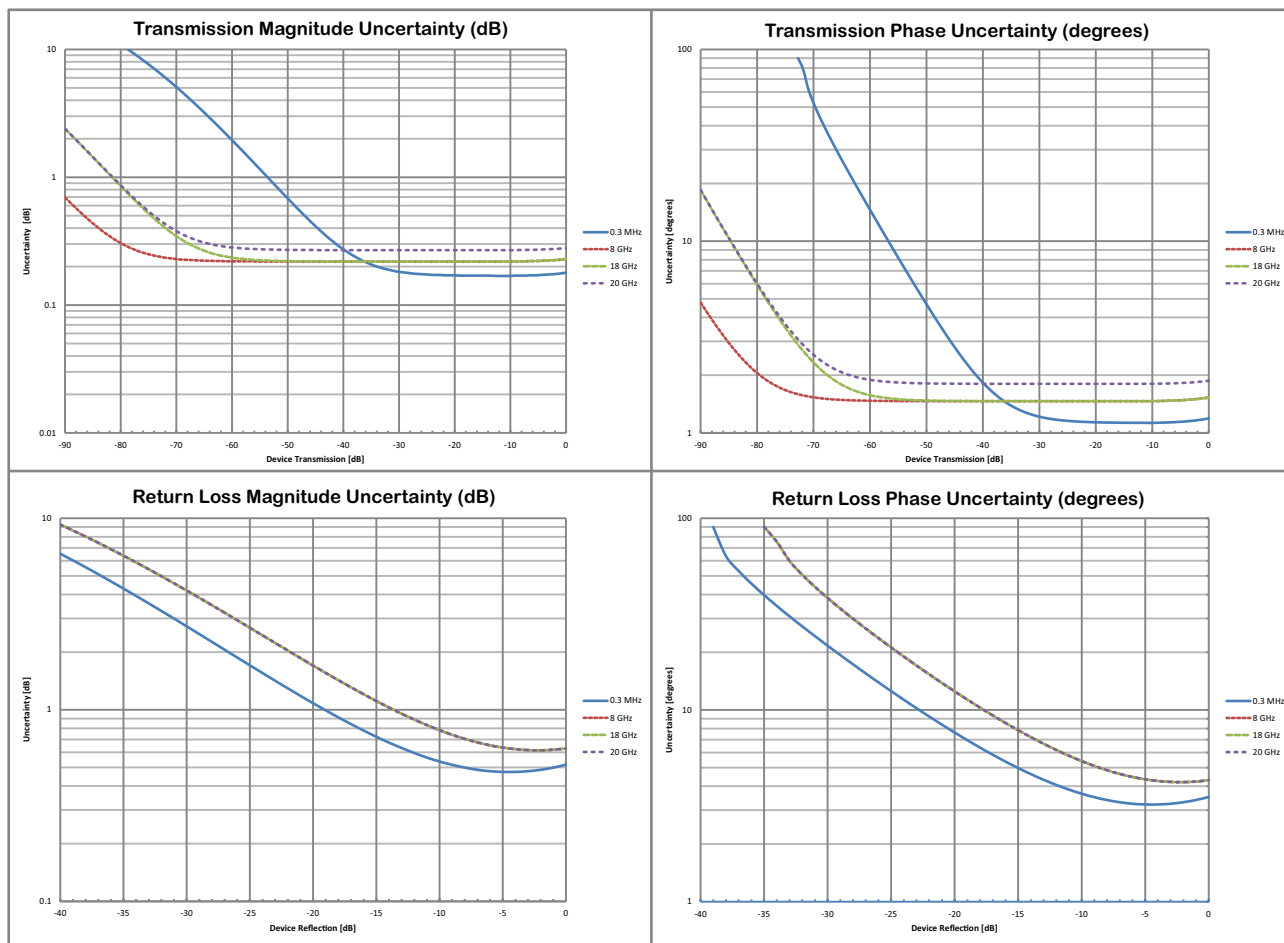 Transmission Magnitude Uncertainty (dB)
10
1
0.1
0.01
Uncertainty [dB]
-90 -80 -70 -60 -50 -40 -30 -20 -10 0
Device Transmission [dB]
0.3 MHz
8 GHz
18 GHz
20 GHz
Transmission Phase Uncertainty (degrees)
100
10
1
Uncertainty [degrees]
-90 -80 -70 -60 -50 -40 -30 -20 -10 0
Device Transmission [dB]
0.3 MHz
8 GHz
18 GHz
20 GHz
Return Loss Magnitude Uncertainty (dB)
10
1
0.1
Uncertainty [dB]
-40 -35 -30 -25 -20 -15 -10 -5 0
Device Reflection [dB]
0.3 MHz
8 GHz
18 GHz
20 GHz
Return Loss Phase Uncertainty (degrees)
100
10
1
Uncertainty [degrees]
-40 -35 -30 -25 -20 -15 -10 -5 0
Device Reflection [dB]
0.3 MHz
8 GHz
18 GHz
20 GHz